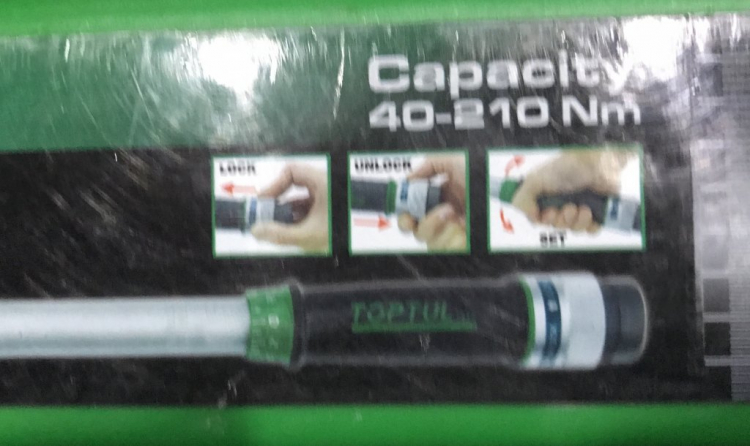 Capacity
40-210 Nm
LOCK
UNLOCK
SET
TOPTUL